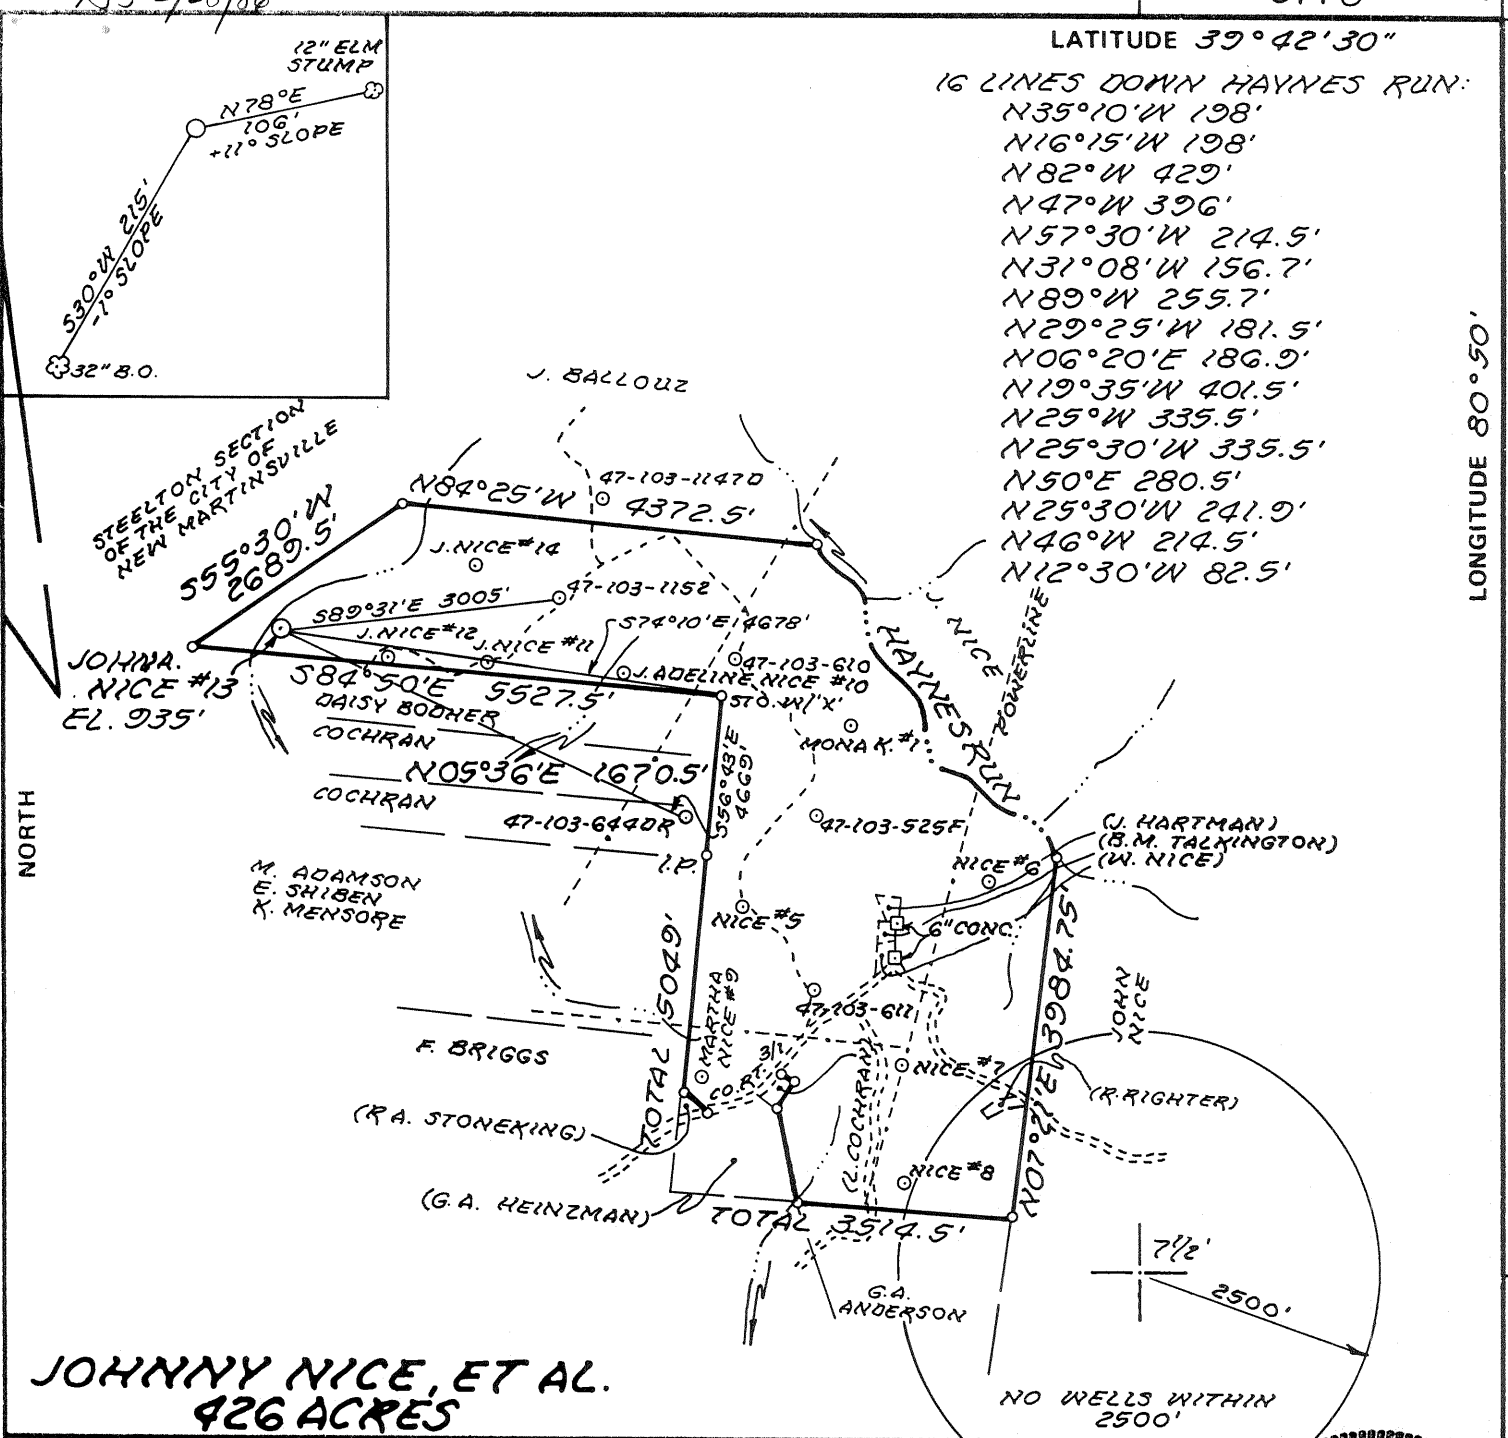 LATITUDE 39°42'30"
12" ELM
STUMP
N78°E
106'
+11° SLOPE
S30°W 215'
-1° SLOPE
32" B.O.
16 LINES DOWN HAYNES RUN:
N35°10'W 198'
N16°15'W 198'
N82°W 429'
N47°W 396'
N57°30'W 214.5'
N31°08'W 156.7'
N89°W 255.7'
N29°25'W 181.5'
N06°20'E 186.9'
N19°35'W 401.5'
N25°W 335.5'
N25°30'W 335.5'
N50°E 280.5'
N25°30'W 241.9'
N46°W 214.5'
N12°30'W 82.5'
LONGITUDE 80°50'
J. BALLOUZ
STEELTON SECTION
OF THE CITY OF
NEW MARTINSVILLE
S55°30'W
2689.5'
N84°25'W
4372.5'
47-103-1147D
J. NICE #14
47-103-1152
S89°31'E 3005'
J. NICE #12
J. NICE #11
S74°10'E 4678'
47-103-610
J. ADELINE NICE #10
JOHN A.
NICE #13
EL. 935'
S84°50'E 5527.5'
STO. W/'X'
DAISY BOOHER
COCHRAN
N05°36'E 1670.5'
COCHRAN
S56°43'E
4669'
MONA K. #1
HAYNES RUN
J. NICE
POWERLINE
47-103-644DR
47-103-525F
I.P.
(J. HARTMAN)
(B.M. TALKINGTON)
(W. NICE)
NICE #6
M. ADAMSON
E. SHIBEN
K. MENSORE
NICE #5
6" CONC.
NORTH
TOTAL 5049'
MARTHA
NICE #9
47-103-611
N07°21'E 3984.75'
JOHN
NICE
F. BRIGGS
CO. RT. 3/1
(L. COCHRAN)
NICE #7
(R. RIGHTER)
(R.A. STONEKING)
NICE #8
(G.A. HEINZMAN)
TOTAL 3514.5'
7 1/2'
2500'
G.A.
ANDERSON
JOHNNY NICE, ET AL.
426 ACRES
NO WELLS WITHIN
2500'